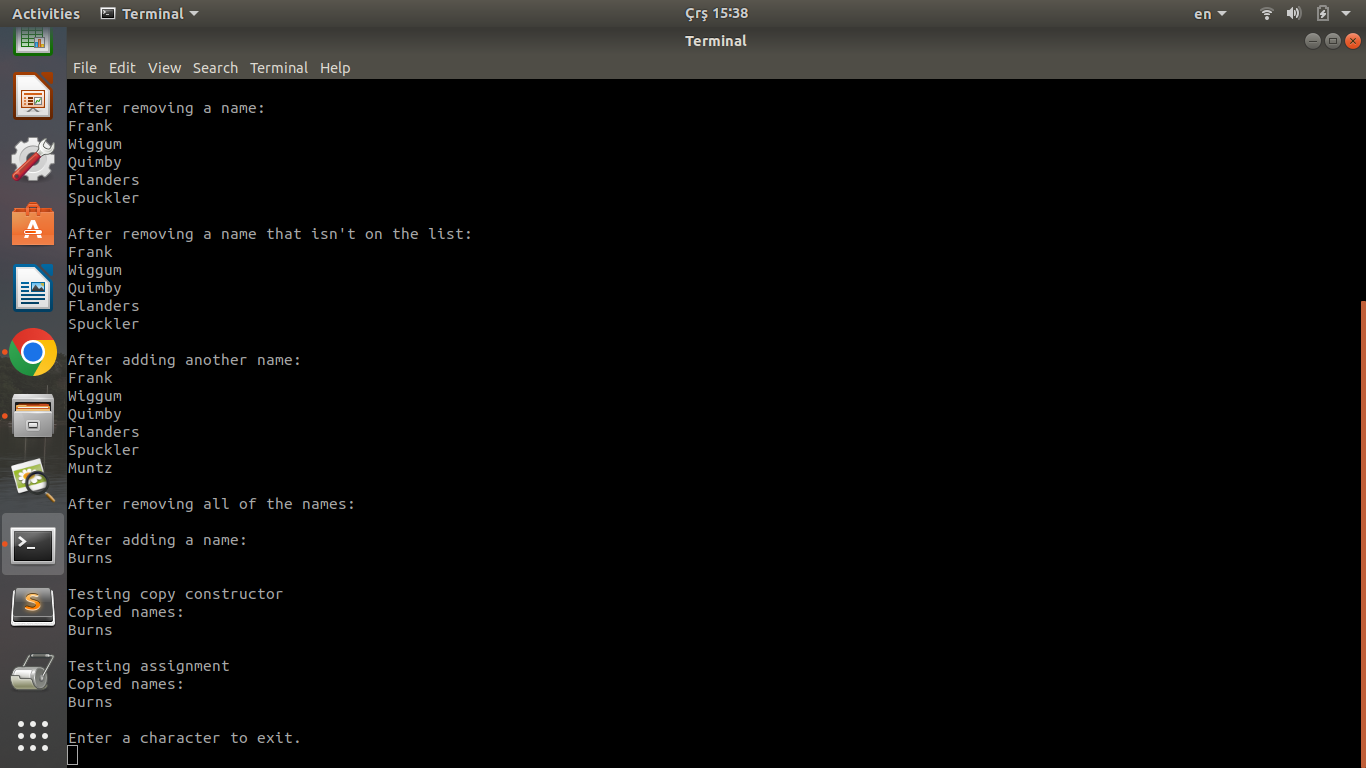 Activities
Terminal
Çrş 15:38
en
Terminal
File Edit View Search Terminal Help
After removing a name:
Frank
Wiggum
Quimby
Flanders
Spuckler
After removing a name that isn't on the list:
Frank
Wiggum
Quimby
Flanders
Spuckler
After adding another name:
Frank
Wiggum
Quimby
Flanders
Spuckler
Muntz
After removing all of the names:
After adding a name:
Burns
Testing copy constructor
Copied names:
Burns
Testing assignment
Copied names:
Burns
Enter a character to exit.